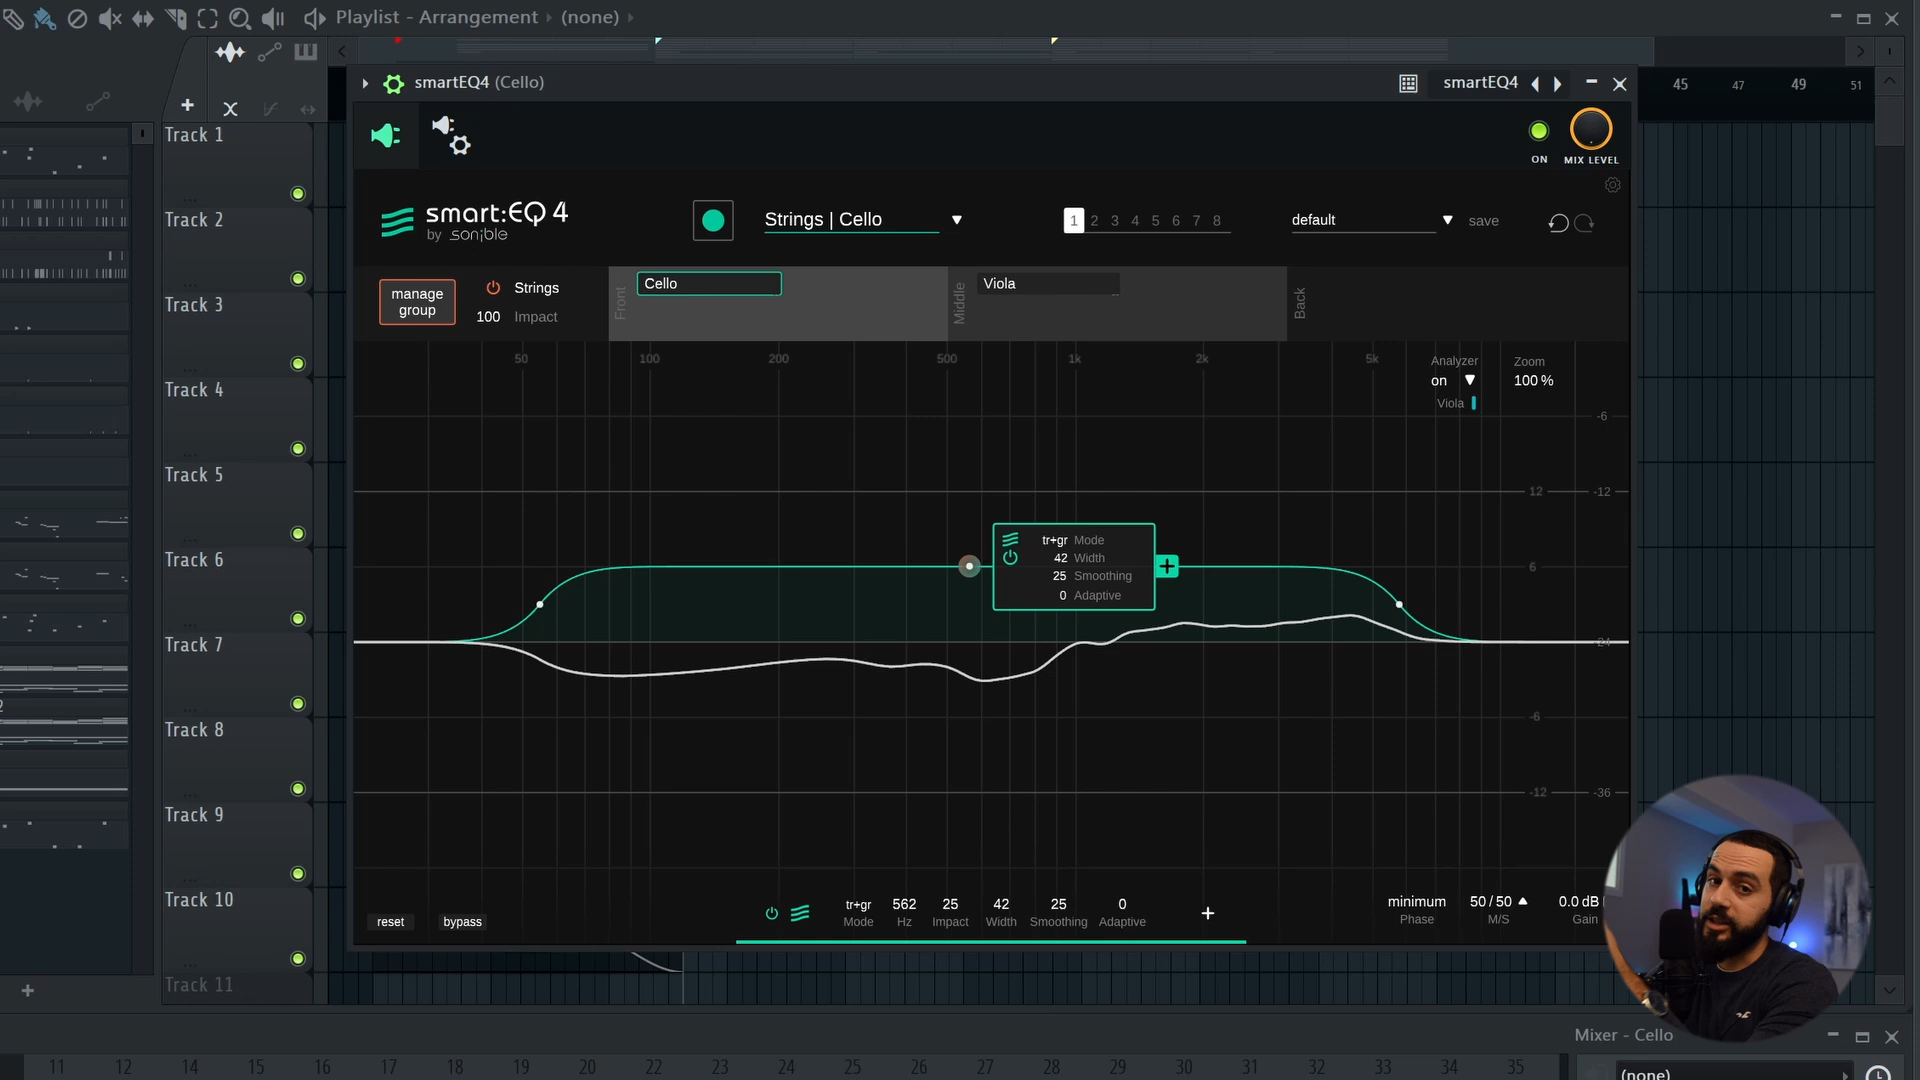 Playlist - Arrangement › (none) ›
smartEQ4 (Cello)
smartEQ4
45 47 49 51
ON
MIX LEVEL
smart:EQ 4
by sonible
Strings | Cello
1 2 3 4 5 6 7 8
default
save
manage
group
Strings
100 Impact
Front
Cello
Middle
Viola
Back
50 100 200 500 1k 2k 5k
Analyzer
on
Viola
Zoom
100 %
-6
12 -12
6
-24
-6
-12 -36
tr+gr Mode
42 Width
25 Smoothing
0 Adaptive
reset
bypass
tr+gr 562 25 42 25 0
Mode Hz Impact Width Smoothing Adaptive
minimum
Phase
50 / 50
M/S
0.0 dB
Gain
Track 1
Track 2
Track 3
Track 4
Track 5
Track 6
Track 7
Track 8
Track 9
Track 10
Track 11
2
Mixer - Cello
(none)
11 12 13 14 15 16 17 18 19 20 21 22 23 24 25 26 27 28 29 30 31 32 33 34 35